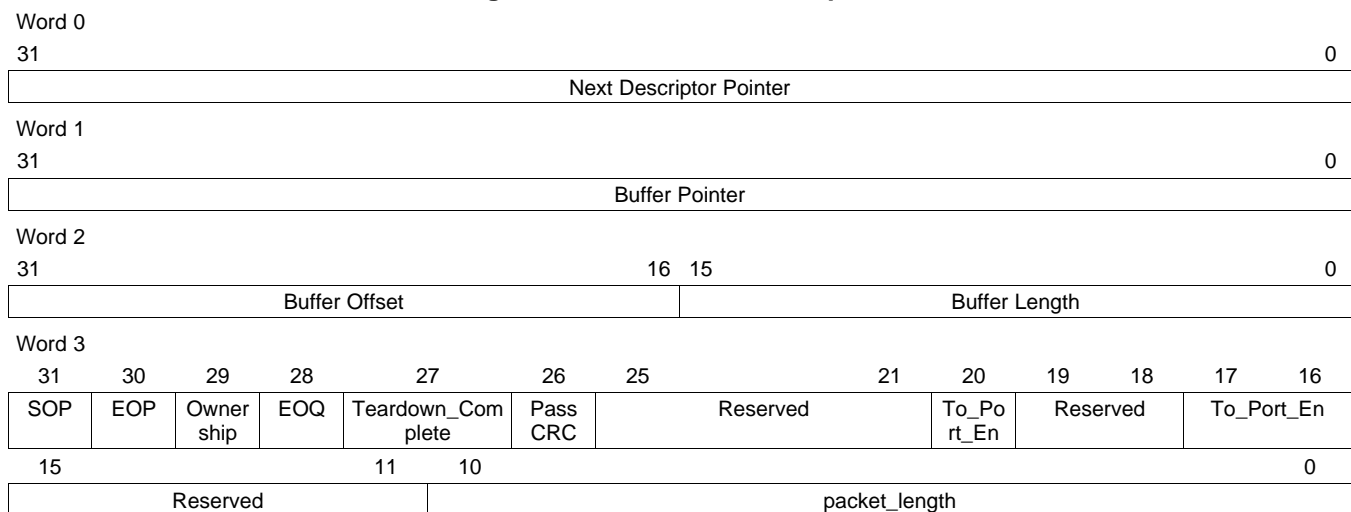 Word 0
31 0
Next Descriptor Pointer
Word 1
31 0
Buffer Pointer
Word 2
31 16 15 0
Buffer Offset Buffer Length
Word 3
31 30 29 28 27 26 25 21 20 19 18 17 16
SOP EOP Owner EOQ Teardown_Com Pass Reserved To_Po Reserved To_Port_En
ship plete CRC rt_En
15 11 10 0
Reserved packet_length